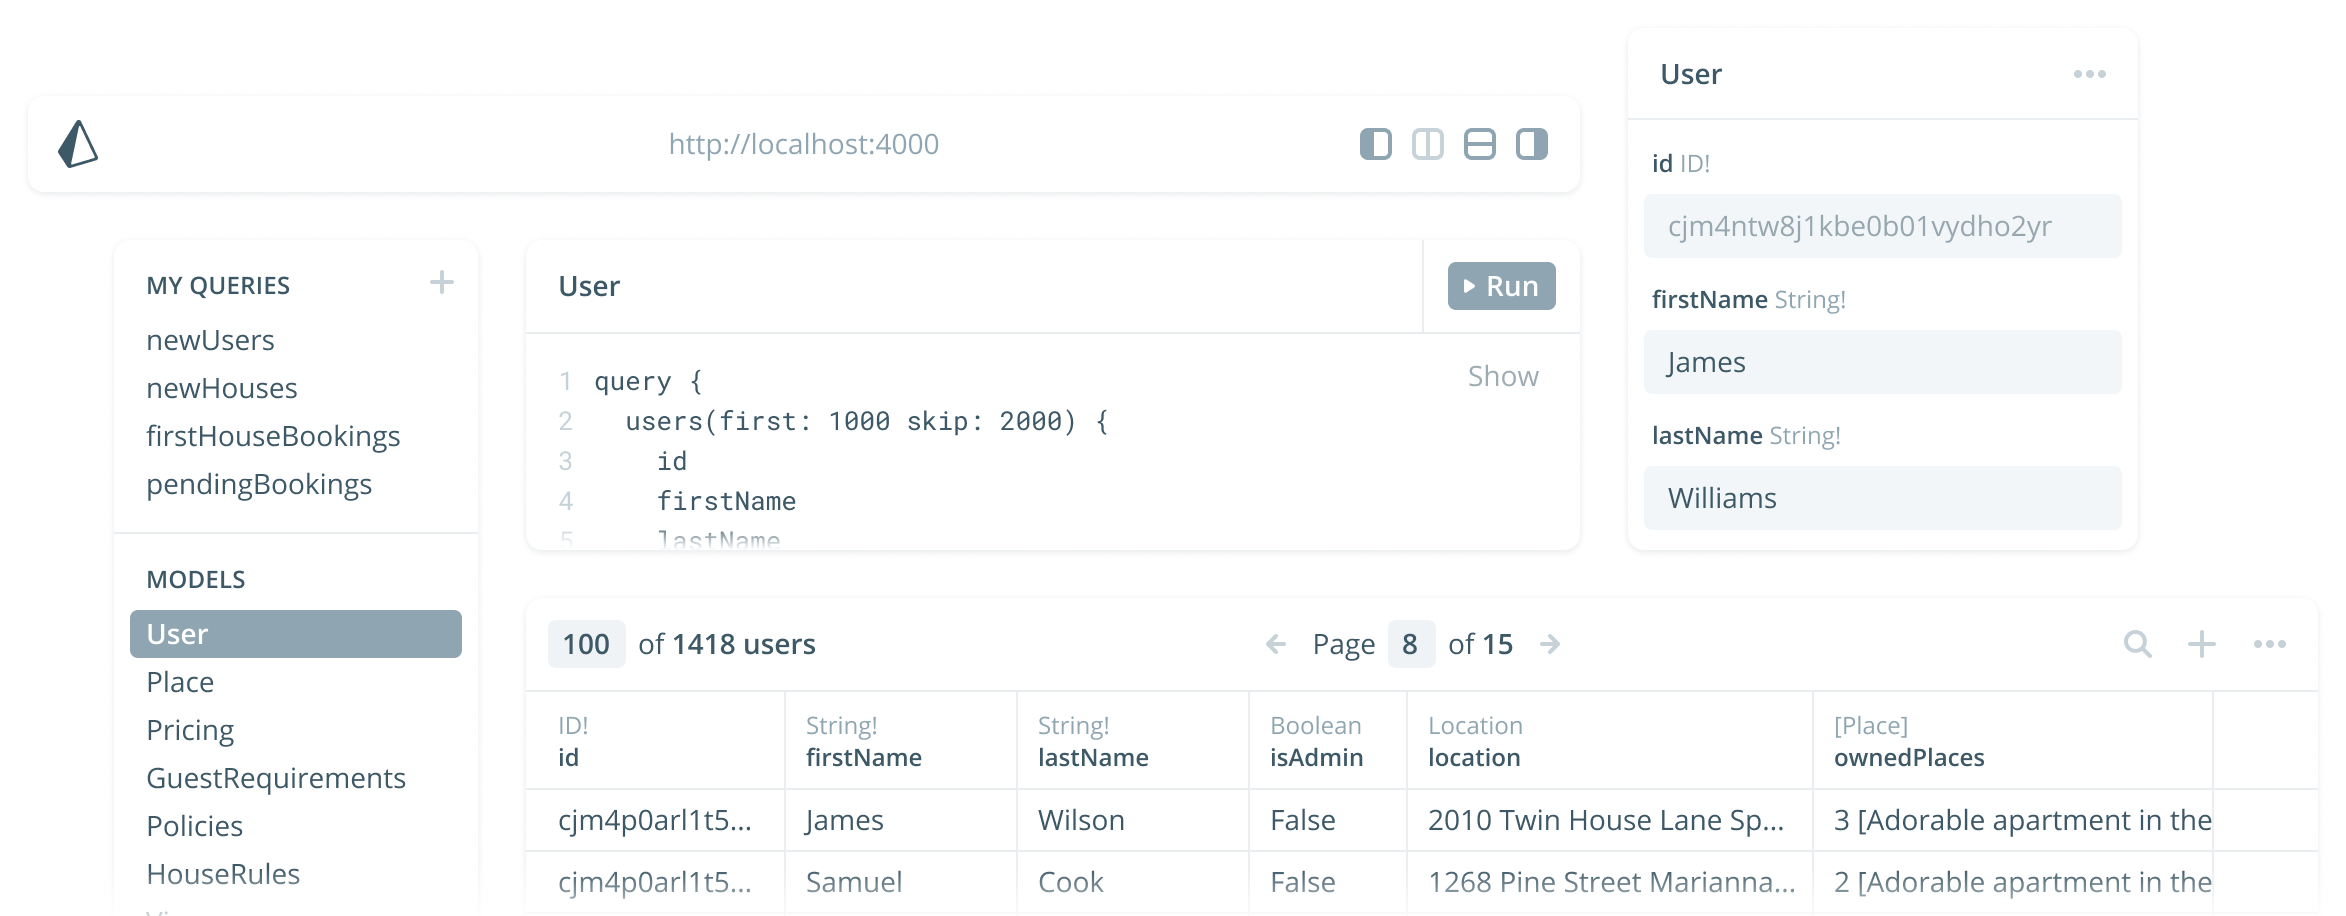 http://localhost:4000
User
id ID!
cjm4ntw8j1kbe0b01vydho2yr
firstName String!
James
lastName String!
Williams
MY QUERIES
newUsers
newHouses
firstHouseBookings
pendingBookings
MODELS
User
Place
Pricing
GuestRequirements
Policies
HouseRules
User
Run
Show
1 query {
2 users(first: 1000 skip: 2000) {
3 id
4 firstName
5 lastName
100 of 1418 users
Page 8 of 15
ID! String! String! Boolean Location [Place]
id firstName lastName isAdmin location ownedPlaces
cjm4p0arl1t5... James Wilson False 2010 Twin House Lane Sp... 3 [Adorable apartment in the
cjm4p0arl1t5... Samuel Cook False 1268 Pine Street Marianna... 2 [Adorable apartment in the